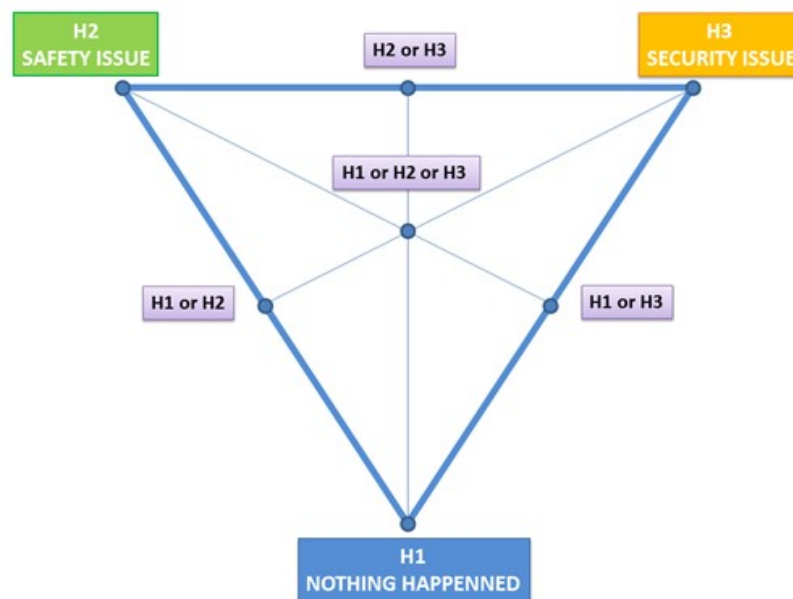 H2
SAFETY ISSUE
H3
SECURITY ISSUE
H2 or H3
H1 or H2 or H3
H1 or H2
H1 or H3
H1
NOTHING HAPPENNED